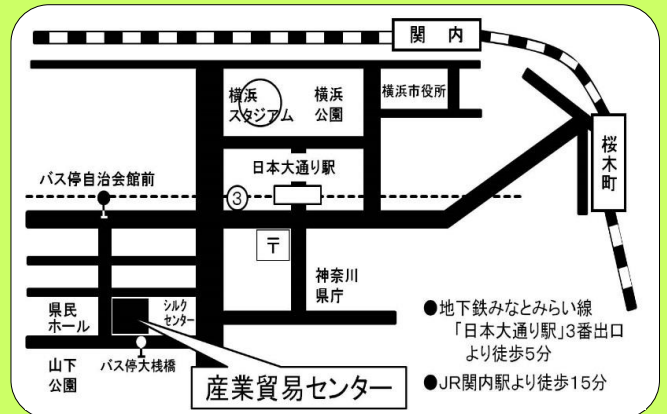 関 内
横浜
スタジアム
横浜
公園
横浜市役所
桜木町
日本大通り駅
バス停自治会館前
③
〒
神奈川
県庁
県民
ホール
シルク
センター
山下
公園
バス停大桟橋
産業貿易センター
●地下鉄みなとみらい線
「日本大通り駅」3番出口
より徒歩5分
●JR関内駅より徒歩15分